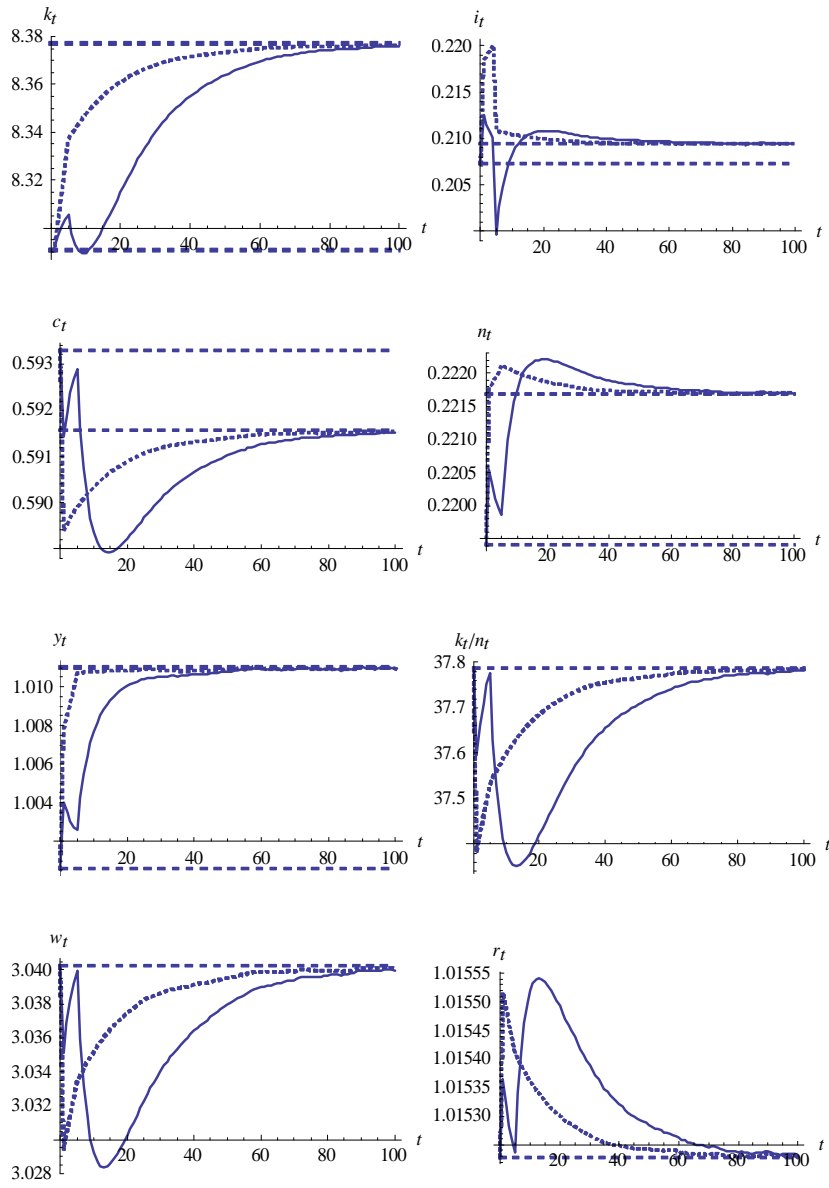 k_t
8.38
8.36
8.34
8.32
20 40 60 80 100 t
i_t
0.220
0.215
0.210
0.205
20 40 60 80 100 t
c_t
0.593
0.592
0.591
0.590
20 40 60 80 100 t
n_t
0.2220
0.2215
0.2210
0.2205
0.2200
20 40 60 80 100 t
y_t
1.010
1.008
1.006
1.004
20 40 60 80 100 t
k_t/n_t
37.8
37.7
37.6
37.5
20 40 60 80 100 t
w_t
3.040
3.038
3.036
3.034
3.032
3.030
3.028
20 40 60 80 100 t
r_t
1.01555
1.01550
1.01545
1.01540
1.01535
1.01530
20 40 60 80 100 t